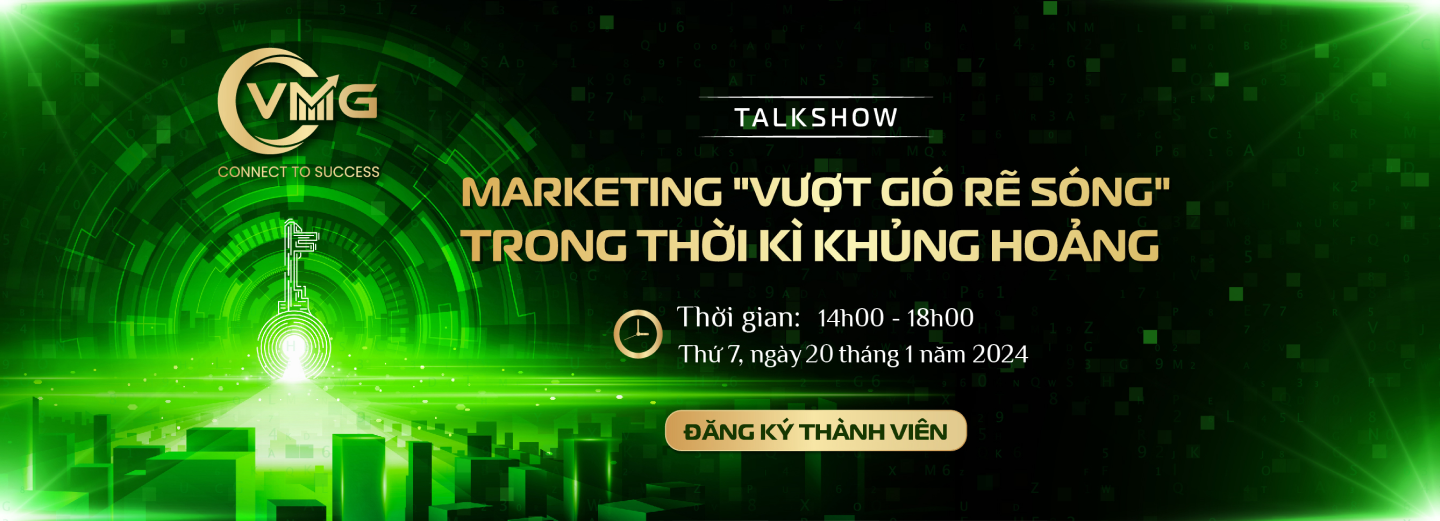 VMG
CONNECT TO SUCCESS
TALKSHOW
MARKETING "VƯỢT GIÓ RẼ SÓNG"
TRONG THỜI KÌ KHỦNG HOẢNG
Thời gian: 14h00 - 18h00
Thứ 7, ngày 20 tháng 1 năm 2024
ĐĂNG KÝ THÀNH VIÊN